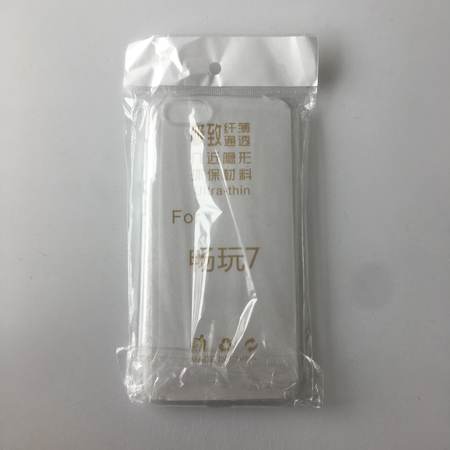 极致纤薄
通透
接近隐形
环保材料
Ultra-thin
For
畅玩7